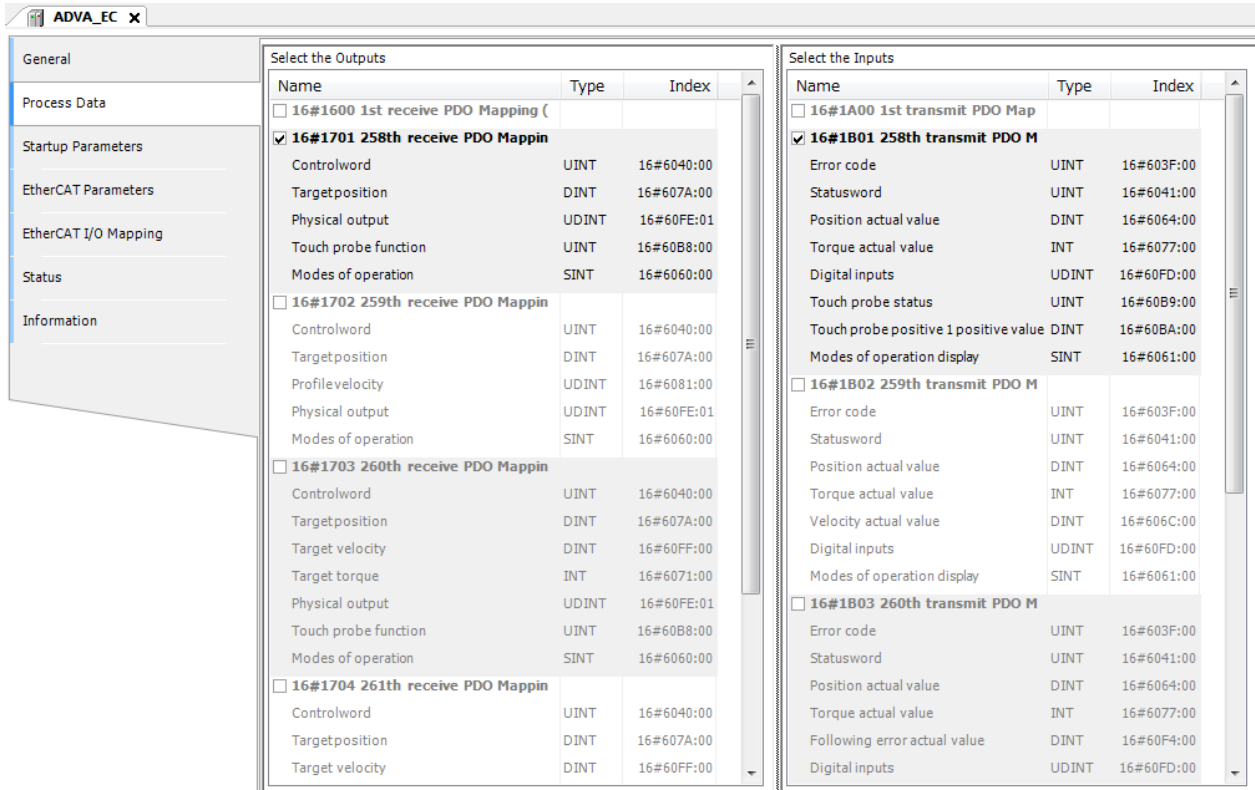 ADVA_EC x
General
Process Data
Startup Parameters
EtherCAT Parameters
EtherCAT I/O Mapping
Status
Information
Select the Outputs
Name Type Index
16#1600 1st receive PDO Mapping (
16#1701 258th receive PDO Mappin
Controlword UINT 16#6040:00
Targetposition DINT 16#607A:00
Physical output UDINT 16#60FE:01
Touch probe function UINT 16#60B8:00
Modes of operation SINT 16#6060:00
16#1702 259th receive PDO Mappin
Controlword UINT 16#6040:00
Targetposition DINT 16#607A:00
Profilevelocity UDINT 16#6081:00
Physical output UDINT 16#60FE:01
Modes of operation SINT 16#6060:00
16#1703 260th receive PDO Mappin
Controlword UINT 16#6040:00
Targetposition DINT 16#607A:00
Target velocity DINT 16#60FF:00
Target torque INT 16#6071:00
Physical output UDINT 16#60FE:01
Touch probe function UINT 16#60B8:00
Modes of operation SINT 16#6060:00
16#1704 261th receive PDO Mappin
Controlword UINT 16#6040:00
Targetposition DINT 16#607A:00
Target velocity DINT 16#60FF:00
Select the Inputs
Name Type Index
16#1A00 1st transmit PDO Map
16#1B01 258th transmit PDO M
Error code UINT 16#603F:00
Statusword UINT 16#6041:00
Position actual value DINT 16#6064:00
Torque actual value INT 16#6077:00
Digital inputs UDINT 16#60FD:00
Touch probe status UINT 16#60B9:00
Touch probe positive 1 positive value DINT 16#60BA:00
Modes of operation display SINT 16#6061:00
16#1B02 259th transmit PDO M
Error code UINT 16#603F:00
Statusword UINT 16#6041:00
Position actual value DINT 16#6064:00
Torque actual value INT 16#6077:00
Velocity actual value DINT 16#606C:00
Digital inputs UDINT 16#60FD:00
Modes of operation display SINT 16#6061:00
16#1B03 260th transmit PDO M
Error code UINT 16#603F:00
Statusword UINT 16#6041:00
Position actual value DINT 16#6064:00
Torque actual value INT 16#6077:00
Following error actual value DINT 16#60F4:00
Digital inputs UDINT 16#60FD:00